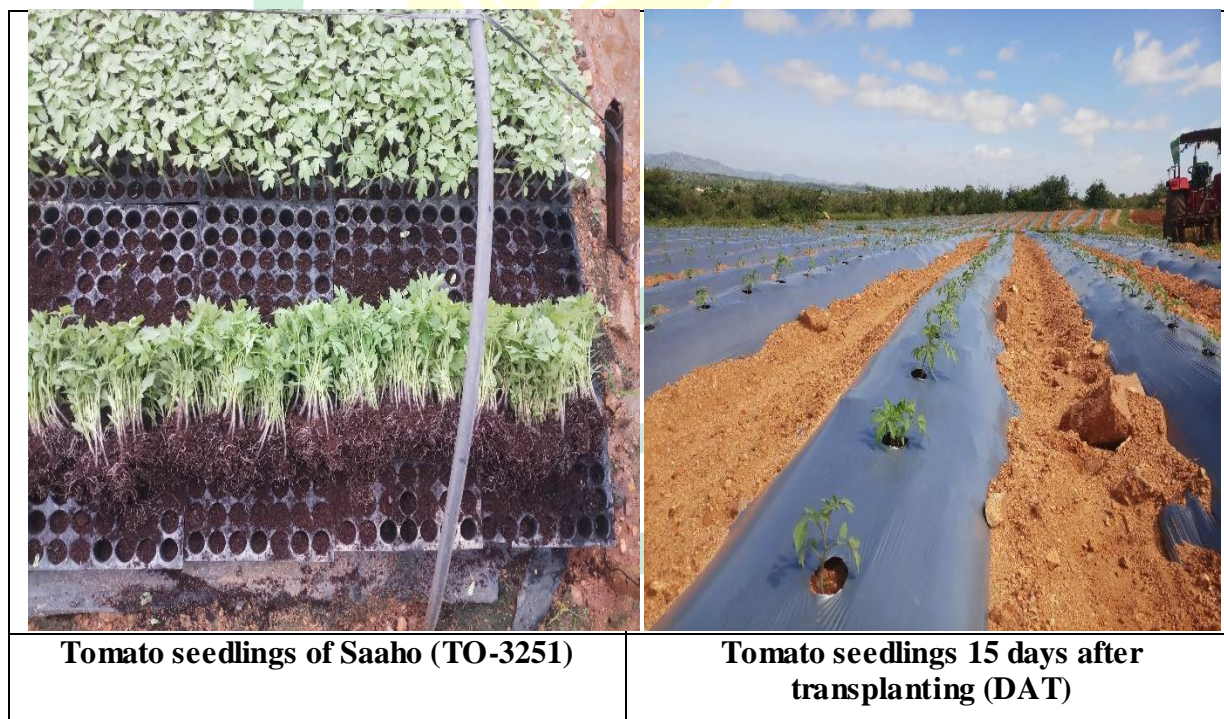 Tomato seedlings of Saaho (TO-3251)
Tomato seedlings 15 days after
transplanting (DAT)